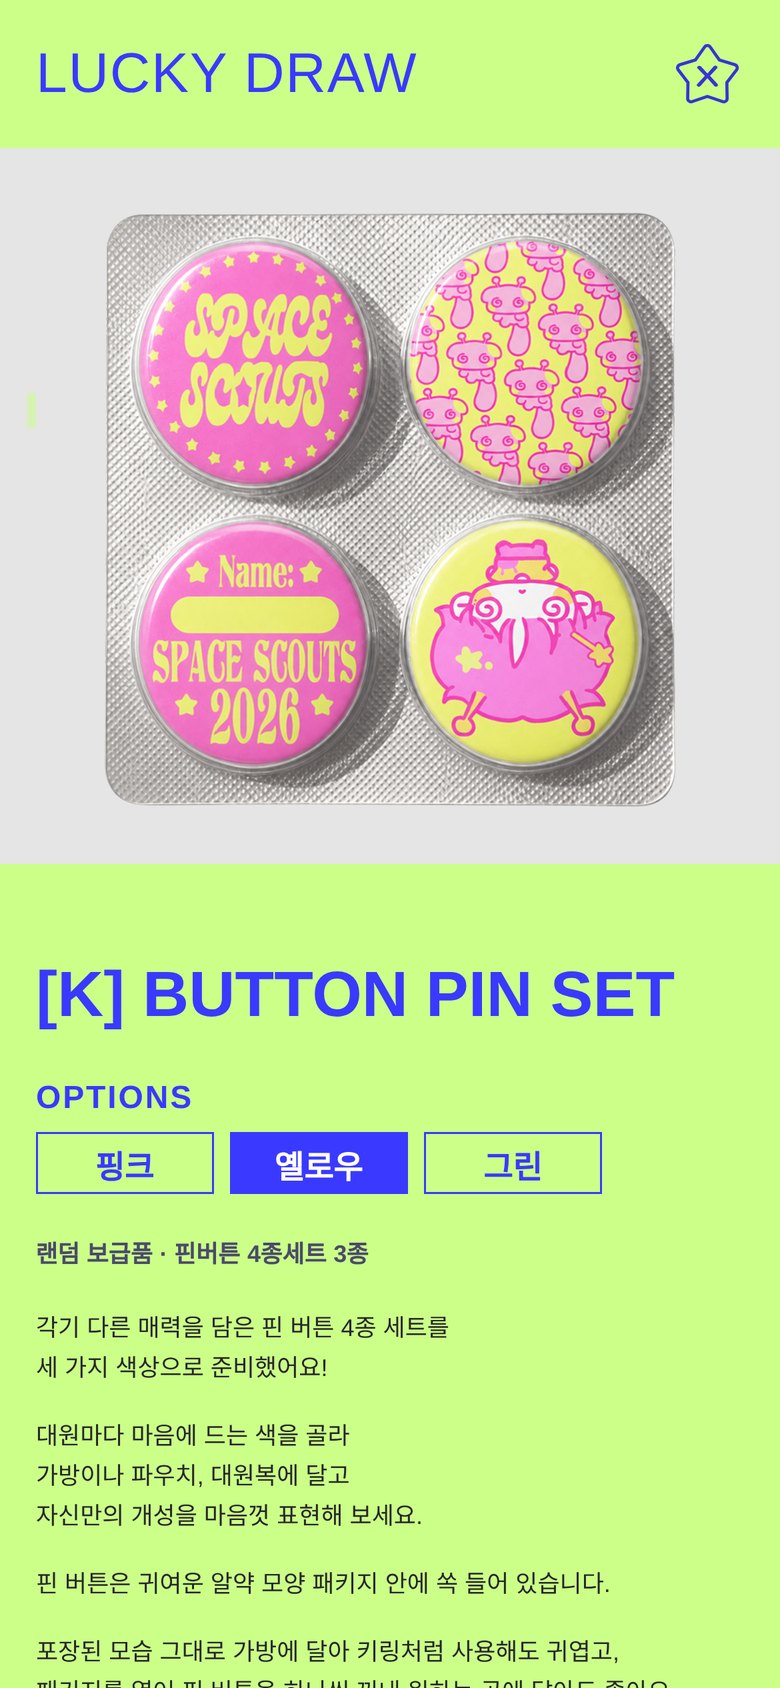 LUCKY DRAW
SPACE
SCOUTS
Name:
SPACE SCOUTS
2026
[K] BUTTON PIN SET
OPTIONS
핑크
옐로우
그린
랜덤 보급품 · 핀버튼 4종세트 3종
각기 다른 매력을 담은 핀 버튼 4종 세트를
세 가지 색상으로 준비했어요!
대원마다 마음에 드는 색을 골라
가방이나 파우치, 대원복에 달고
자신만의 개성을 마음껏 표현해 보세요.
핀 버튼은 귀여운 알약 모양 패키지 안에 쏙 들어 있습니다.
포장된 모습 그대로 가방에 달아 키링처럼 사용해도 귀엽고,